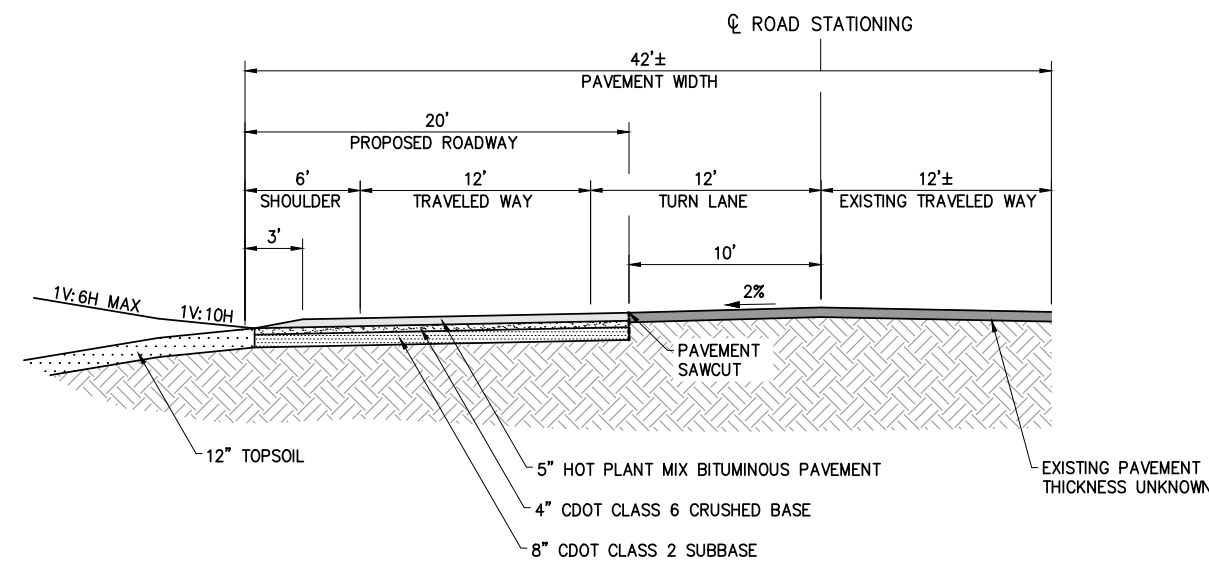 ℄ ROAD STATIONING
42'±
PAVEMENT WIDTH
20'
PROPOSED ROADWAY
6'
SHOULDER
12'
TRAVELED WAY
12'
TURN LANE
12'±
EXISTING TRAVELED WAY
3'
10'
1V:6H MAX
1V:10H
2%
PAVEMENT
SAWCUT
12" TOPSOIL
5" HOT PLANT MIX BITUMINOUS PAVEMENT
4" CDOT CLASS 6 CRUSHED BASE
8" CDOT CLASS 2 SUBBASE
EXISTING PAVEMENT
THICKNESS UNKNOWN